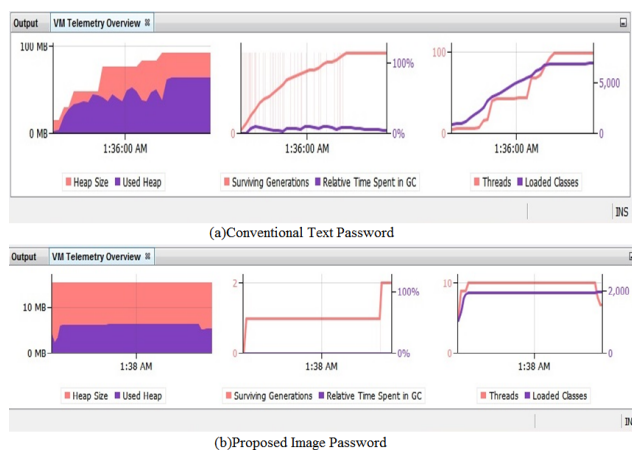 Output VM Telemetry Overview
100 MB
0 MB
1:36:00 AM
Heap Size Used Heap
0
100%
0%
1:36:00 AM
Surviving Generations Relative Time Spent in GC
100
0
5,000
0
1:36:00 AM
Threads Loaded Classes
INS
(a)Conventional Text Password
Output VM Telemetry Overview
10 MB
0 MB
1:38 AM
Heap Size Used Heap
2
0
100%
0%
1:38 AM
Surviving Generations Relative Time Spent in GC
10
0
2,000
0
1:38 AM
Threads Loaded Classes
IN
(b)Proposed Image Password